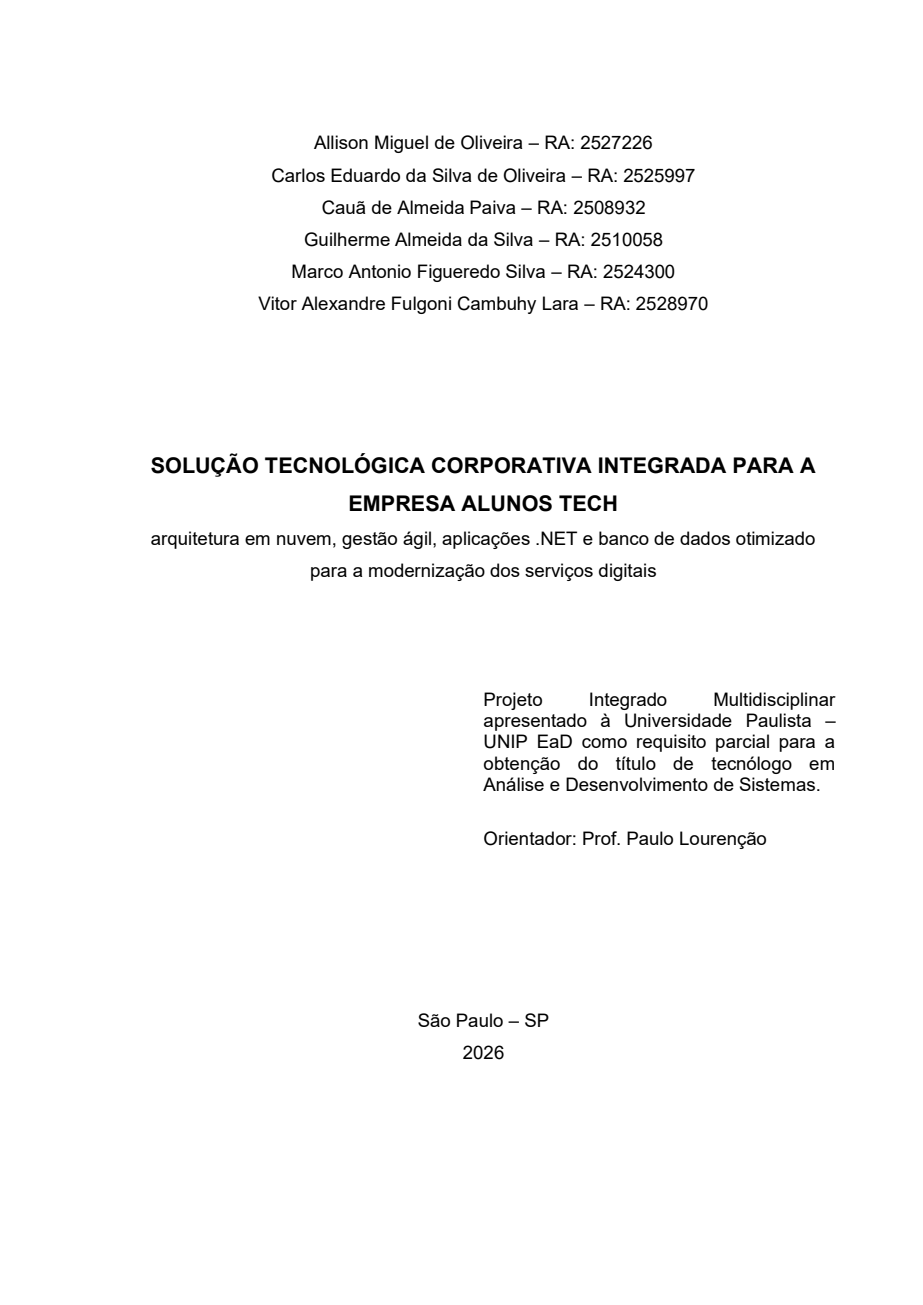 Allison Miguel de Oliveira – RA: 2527226
Carlos Eduardo da Silva de Oliveira – RA: 2525997
Cauã de Almeida Paiva – RA: 2508932
Guilherme Almeida da Silva – RA: 2510058
Marco Antonio Figueredo Silva – RA: 2524300
Vitor Alexandre Fulgoni Cambuhy Lara – RA: 2528970
SOLUÇÃO TECNOLÓGICA CORPORATIVA INTEGRADA PARA A
EMPRESA ALUNOS TECH
arquitetura em nuvem, gestão ágil, aplicações .NET e banco de dados otimizado
para a modernização dos serviços digitais
Projeto Integrado Multidisciplinar
apresentado à Universidade Paulista –
UNIP EaD como requisito parcial para a
obtenção do título de tecnólogo em
Análise e Desenvolvimento de Sistemas.
Orientador: Prof. Paulo Lourenção
São Paulo – SP
2026